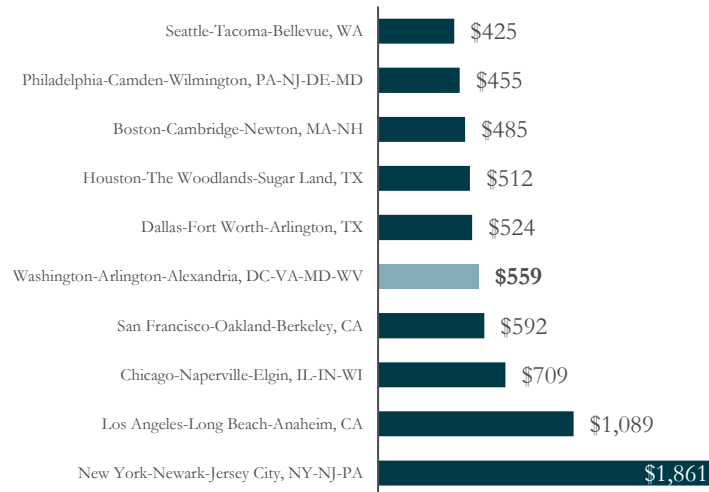 Seattle-Tacoma-Bellevue, WA $425
Philadelphia-Camden-Wilmington, PA-NJ-DE-MD $455
Boston-Cambridge-Newton, MA-NH $485
Houston-The Woodlands-Sugar Land, TX $512
Dallas-Fort Worth-Arlington, TX $524
Washington-Arlington-Alexandria, DC-VA-MD-WV $559
San Francisco-Oakland-Berkeley, CA $592
Chicago-Naperville-Elgin, IL-IN-WI $709
Los Angeles-Long Beach-Anaheim, CA $1,089
New York-Newark-Jersey City, NY-NJ-PA $1,861